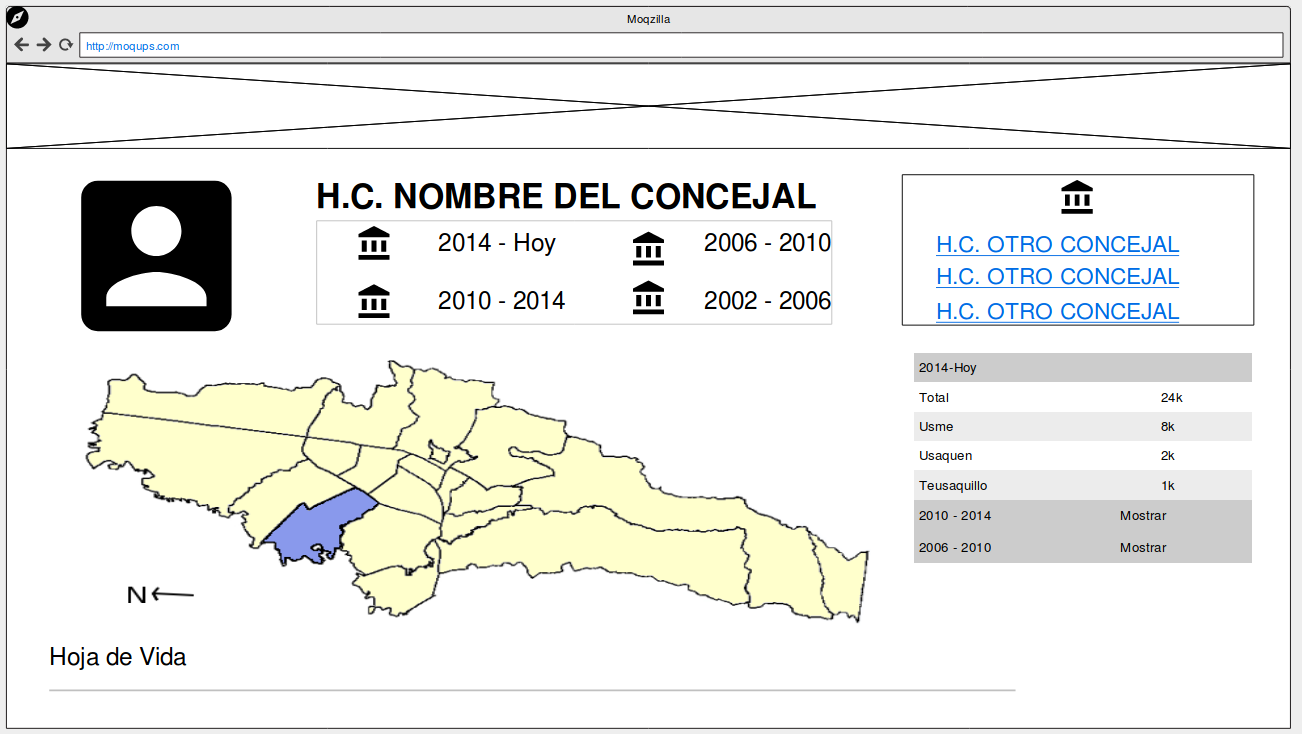 Moqzilla
http://moqups.com
H.C. NOMBRE DEL CONCEJAL
2014 - Hoy
2006 - 2010
2010 - 2014
2002 - 2006
H.C. OTRO CONCEJAL
H.C. OTRO CONCEJAL
H.C. OTRO CONCEJAL
2014-Hoy
Total 24k
Usme 8k
Usaquen 2k
Teusaquillo 1k
2010 - 2014 Mostrar
2006 - 2010 Mostrar
N
Hoja de Vida